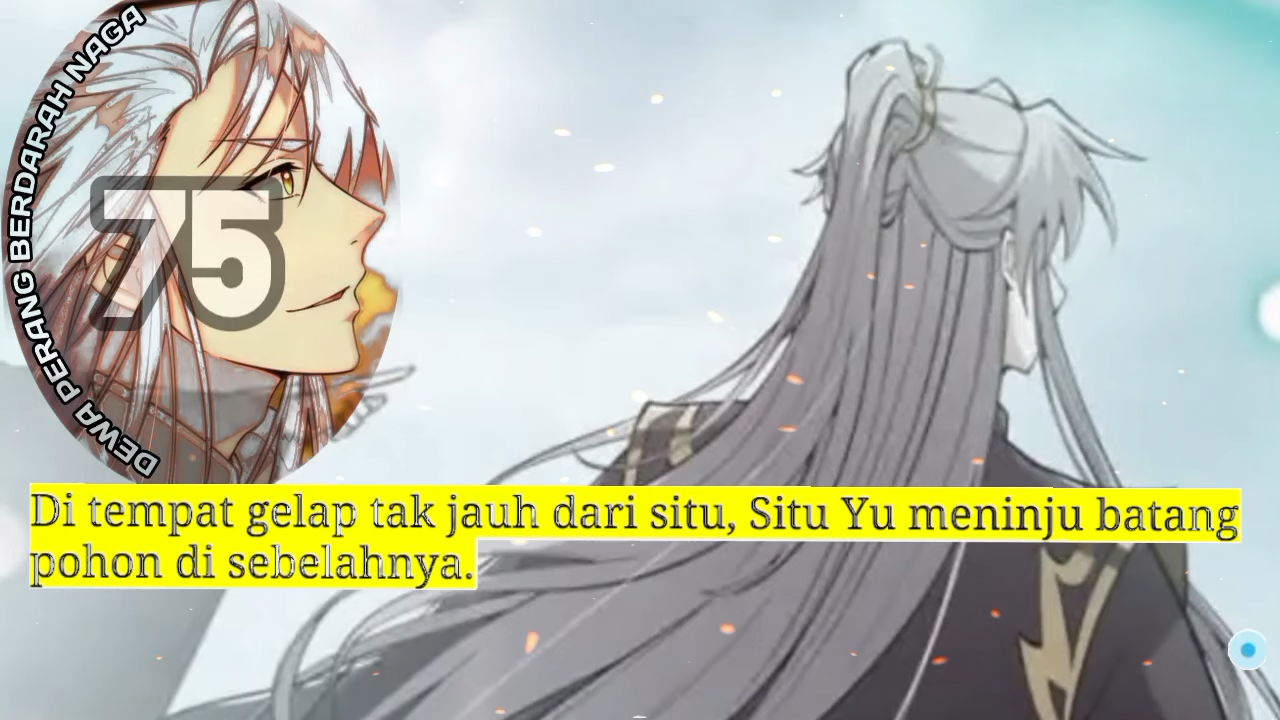 DEWA PERANG BERDARAH NAGA
75
Di tempat gelap tak jauh dari situ, Situ Yu meninju batang
pohon di sebelahnya.